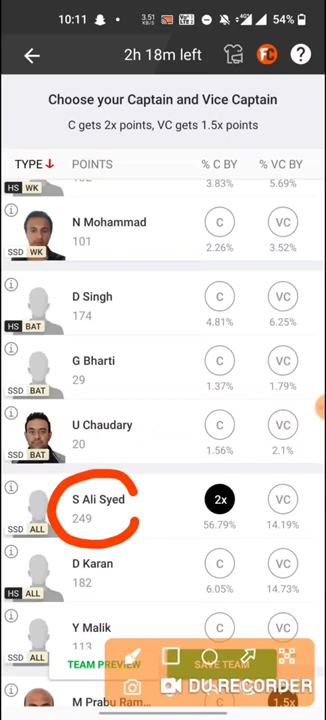 10:11 3.51 KB/S 4G 54%
2h 18m left FC ?
Choose your Captain and Vice Captain
C gets 2x points, VC gets 1.5x points
TYPE POINTS % C BY % VC BY
HS WK 3.83% 5.69%
N Mohammad C VC
101
SSD WK 2.26% 3.52%
D Singh C VC
174
HS BAT 4.81% 6.25%
G Bharti C VC
29
SSD BAT 1.37% 1.79%
U Chaudary C VC
20
SSD BAT 1.56% 2.1%
S Ali Syed 2x VC
249
SSD ALL 56.79% 14.19%
D Karan C VC
182
HS ALL 6.05% 14.73%
Y Malik C VC
113
SSD ALL
TEAM PREVIEW SAVE TEAM
DU RECORDER
M Prabu Ram... C 1.5x